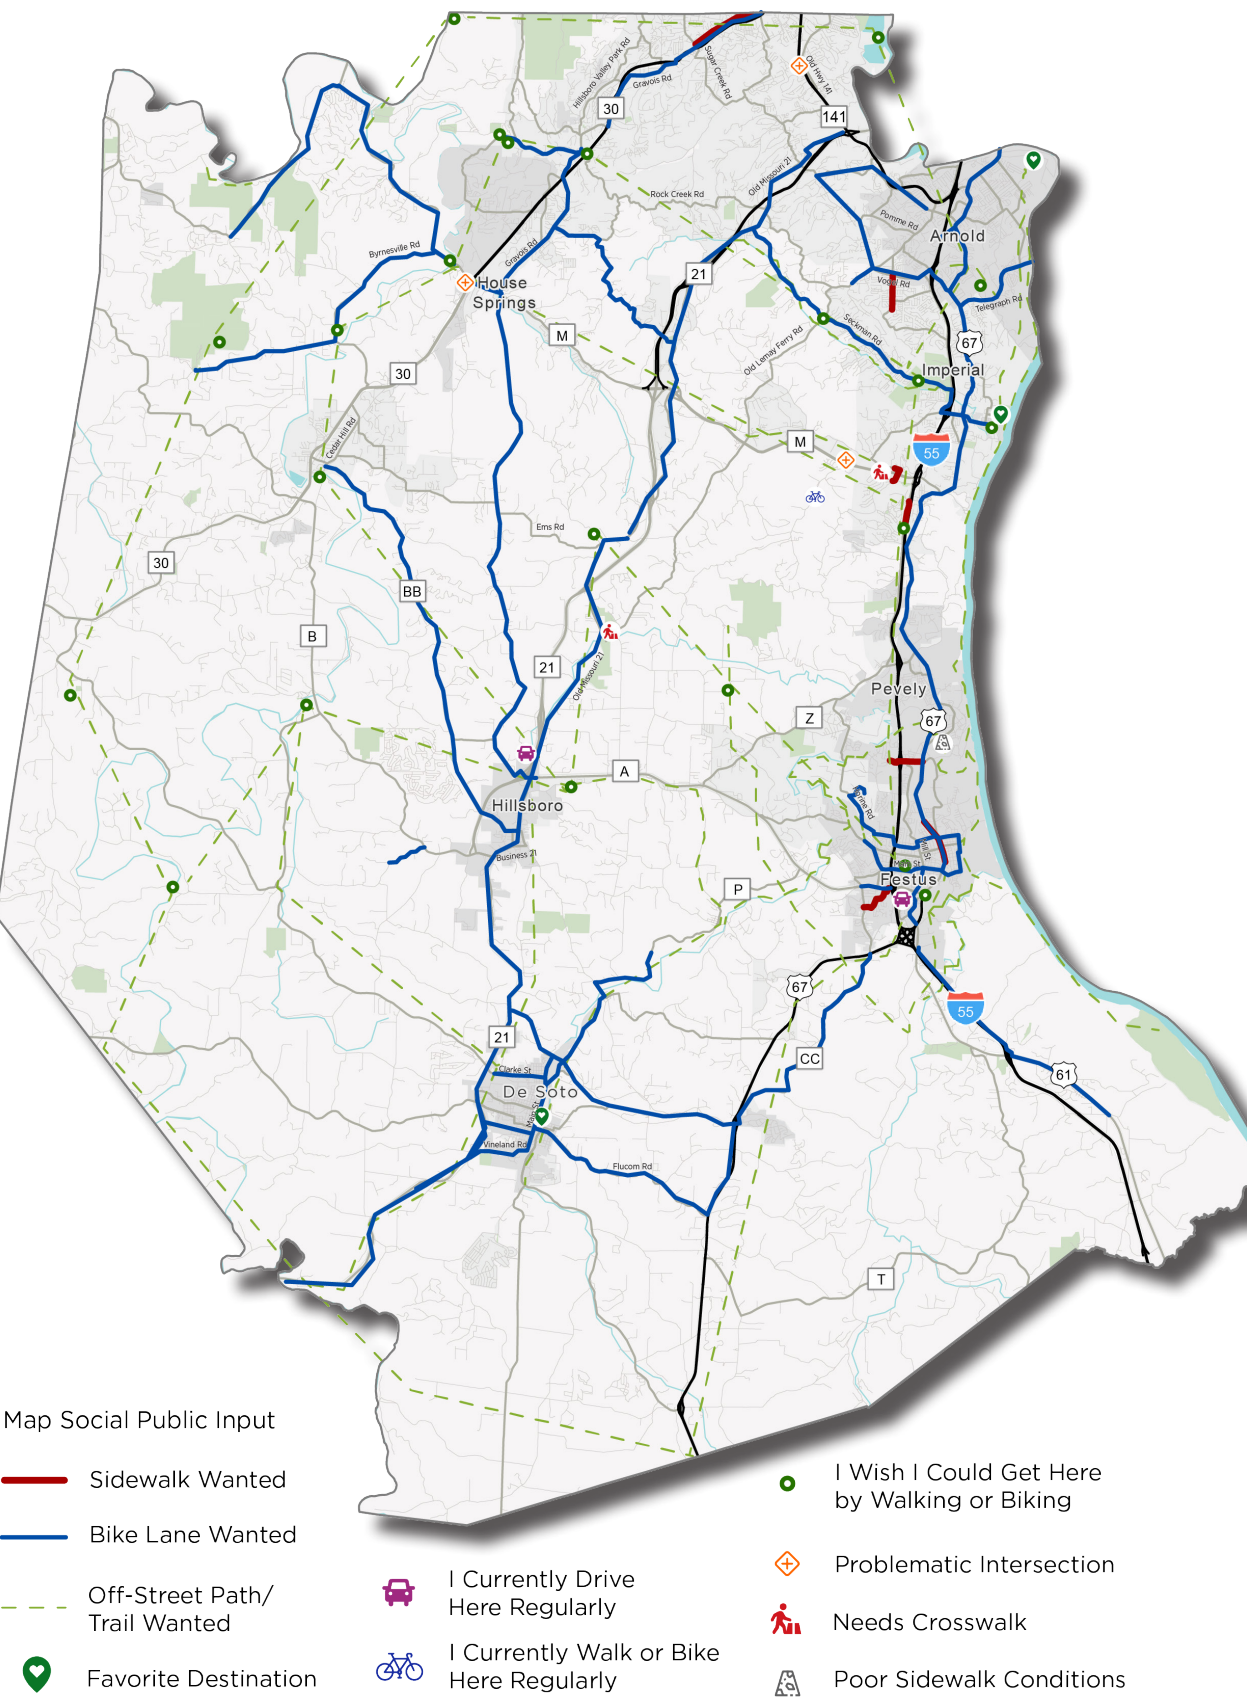 Hillsboro Valley Park Rd
Gravois Rd
Sugar Creek Rd
Old Hwy 141
30
141
Old Missouri 21
Rock Creek Rd
Pomme Rd
Arnold
Byrnesville Rd
Gravois Rd
House
Springs
21
Vogel Rd
Telegraph Rd
M
Seckman Rd
Old Lemay Ferry Rd
67
Imperial
30
Cedar Hill Rd
M
55
Ems Rd
30
BB
B
21
Old Missouri 21
Pevely
Z
67
A
Hillsboro
Business 21
Main St
Festus
P
67
55
21
CC
Clarke St
De Soto
Main St
61
Vineland Rd
Flucom Rd
T
Map Social Public Input
Sidewalk Wanted
Bike Lane Wanted
Off-Street Path/
Trail Wanted
Favorite Destination
I Currently Drive
Here Regularly
I Currently Walk or Bike
Here Regularly
I Wish I Could Get Here
by Walking or Biking
Problematic Intersection
Needs Crosswalk
Poor Sidewalk Conditions